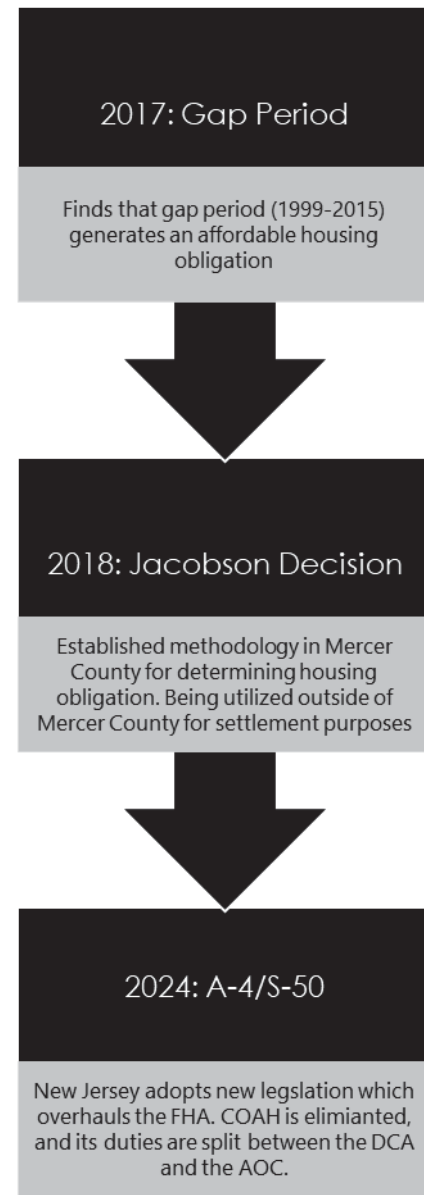 2017: Gap Period
Finds that gap period (1999-2015)
generates an affordable housing
obligation
2018: Jacobson Decision
Established methodology in Mercer
County for determining housing
obligation. Being utilized outside of
Mercer County for settlement purposes
2024: A-4/S-50
New Jersey adopts new legslation which
overhauls the FHA. COAH is elimianted,
and its duties are split between the DCA
and the AOC.